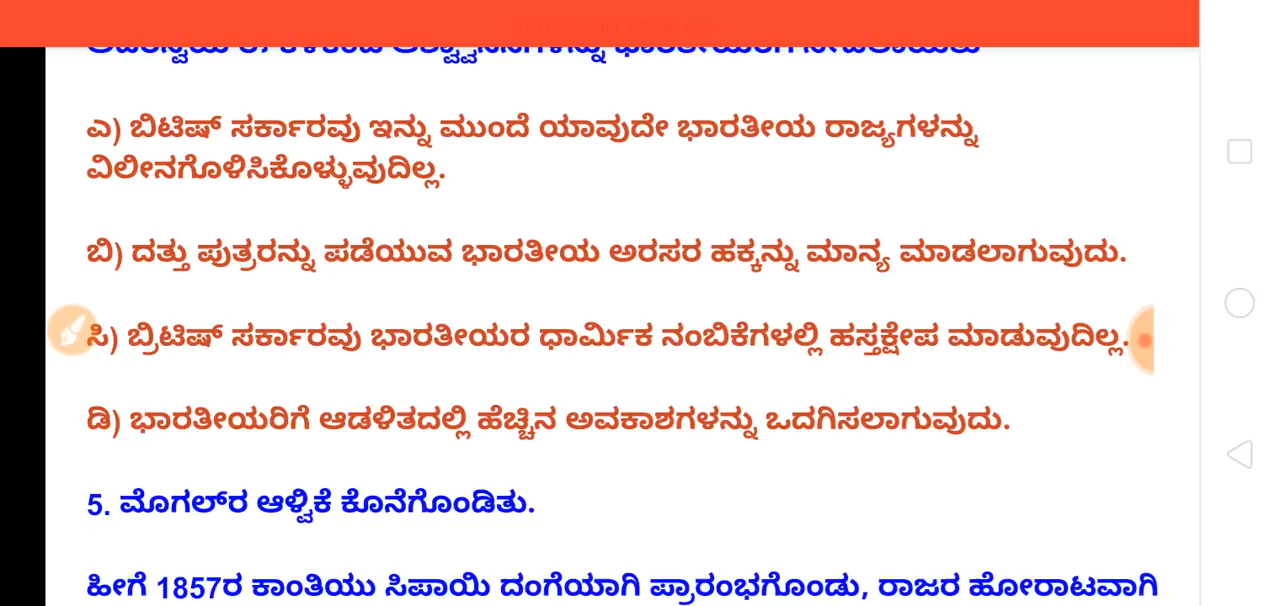 ಎ) ಬಿಟಿಷ್ ಸರ್ಕಾರವು ಇನ್ನು ಮುಂದೆ ಯಾವುದೇ ಭಾರತೀಯ ರಾಜ್ಯಗಳನ್ನು
ವಿಲೀನಗೊಳಿಸಿಕೊಳ್ಳುವುದಿಲ್ಲ.
ಬಿ) ದತ್ತು ಪುತ್ರರನ್ನು ಪಡೆಯುವ ಭಾರತೀಯ ಅರಸರ ಹಕ್ಕನ್ನು ಮಾನ್ಯ ಮಾಡಲಾಗುವುದು.
ಸಿ) ಬ್ರಿಟಿಷ್ ಸರ್ಕಾರವು ಭಾರತೀಯರ ಧಾರ್ಮಿಕ ನಂಬಿಕೆಗಳಲ್ಲಿ ಹಸ್ತಕ್ಷೇಪ ಮಾಡುವುದಿಲ್ಲ.
ಡಿ) ಭಾರತೀಯರಿಗೆ ಆಡಳಿತದಲ್ಲಿ ಹೆಚ್ಚಿನ ಅವಕಾಶಗಳನ್ನು ಒದಗಿಸಲಾಗುವುದು.
5. ಮೊಗಲ್‌ರ ಆಳ್ವಿಕೆ ಕೊನೆಗೊಂಡಿತು.
ಹೀಗೆ 1857ರ ಕಾಂತಿಯು ಸಿಪಾಯಿ ದಂಗೆಯಾಗಿ ಪ್ರಾರಂಭಗೊಂಡು, ರಾಜರ ಹೋರಾಟವಾಗಿ